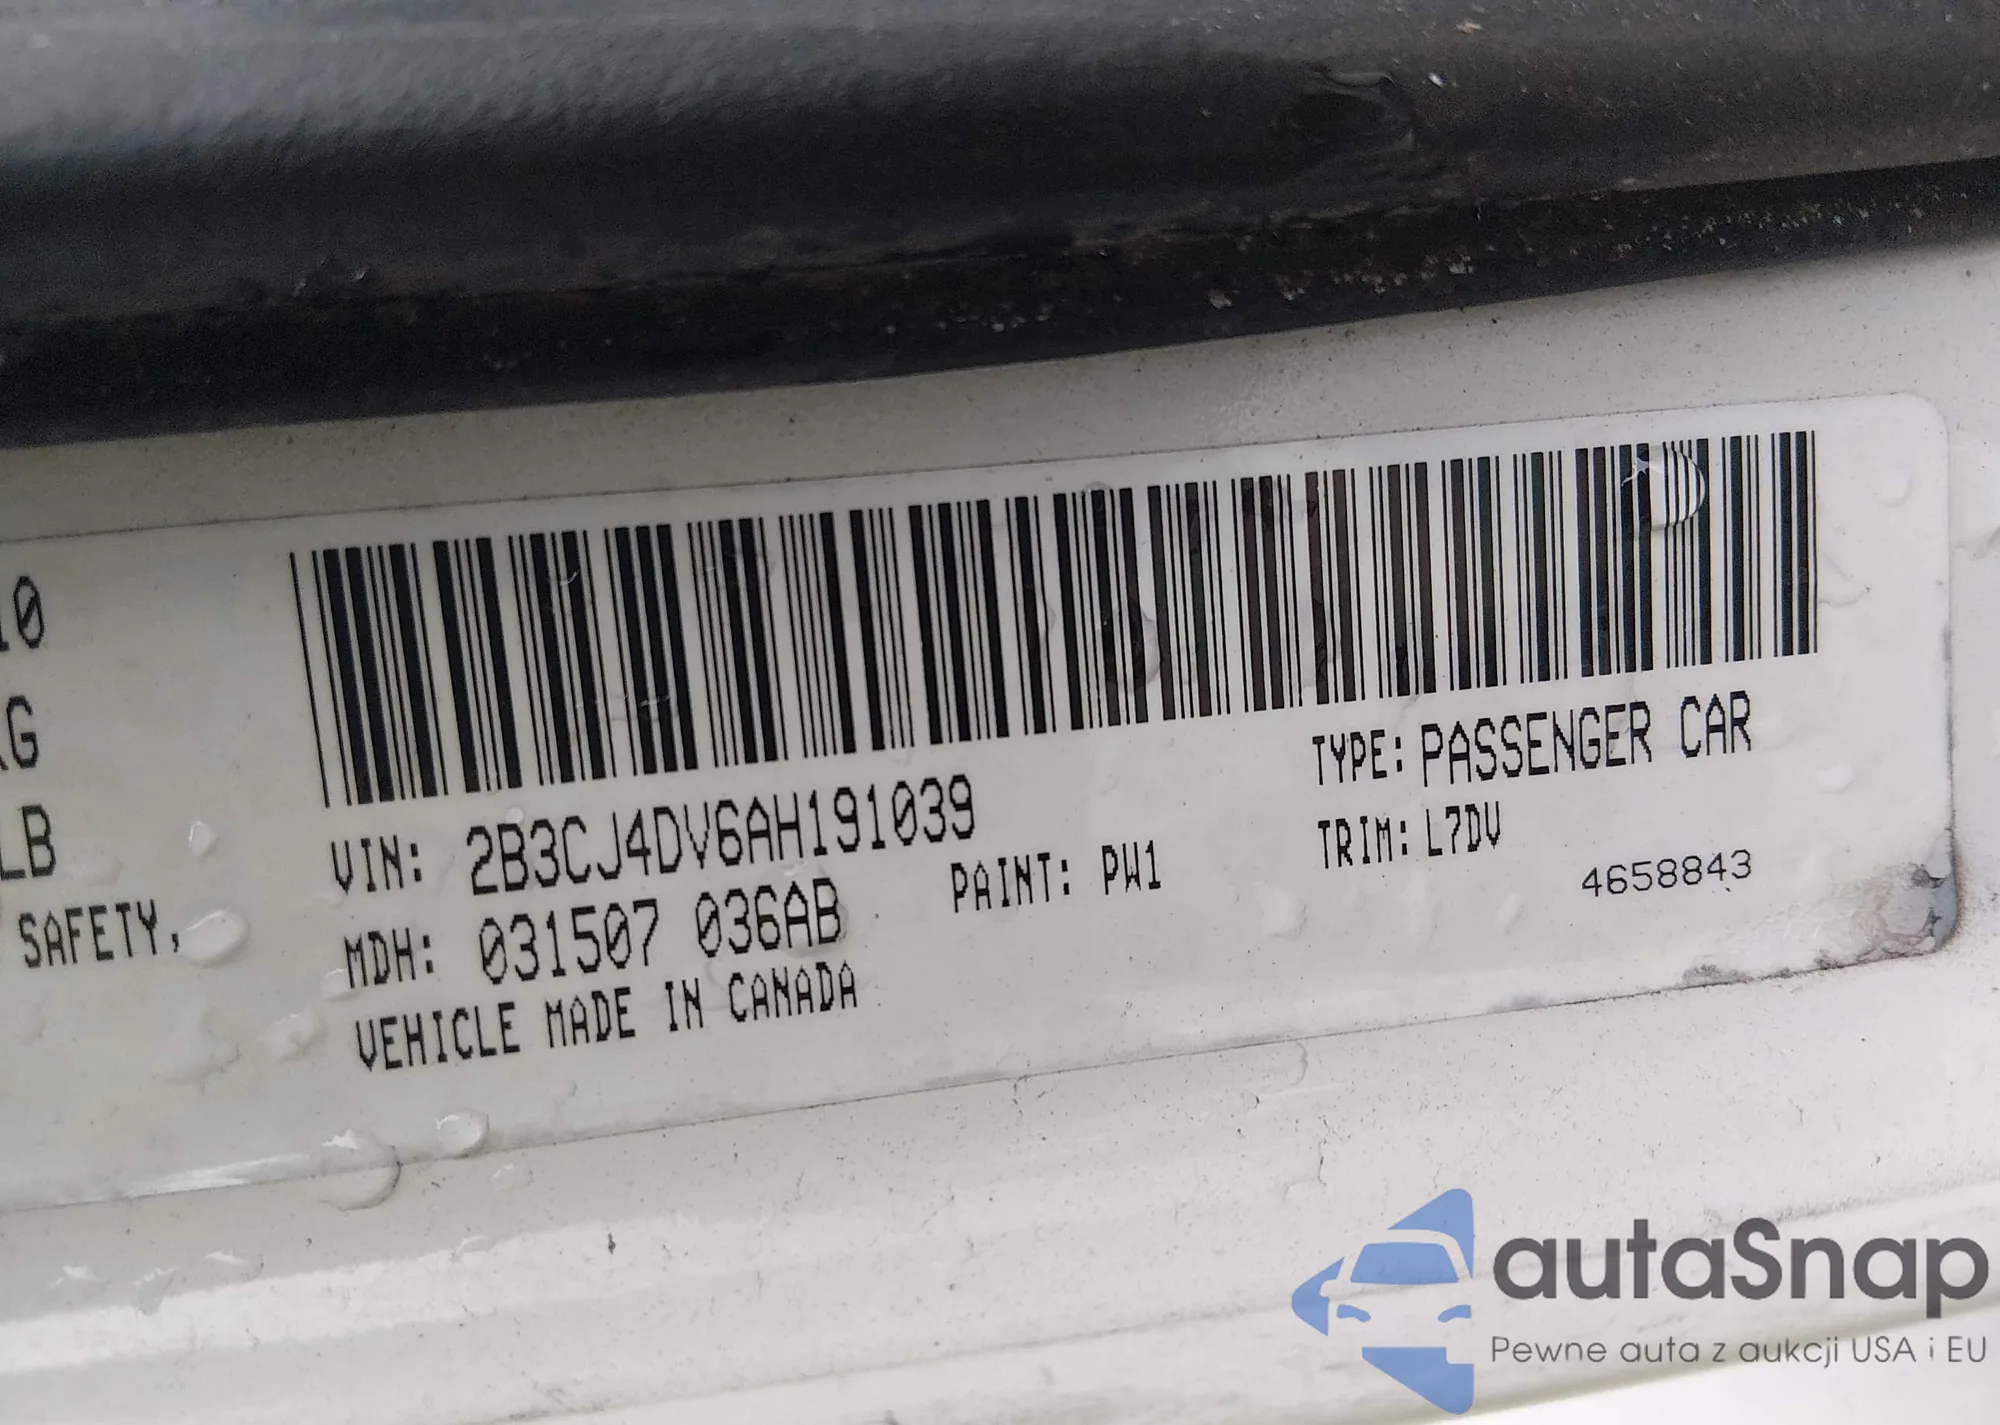 10
KG
LB
SAFETY,
VIN: 2B3CJ4DV6AH191039
MDH: 031507 036AB
VEHICLE MADE IN CANADA
PAINT: PW1
TYPE: PASSENGER CAR
TRIM: L7DV
4658843
autaSnap
Pewne auta z aukcji USA i EU